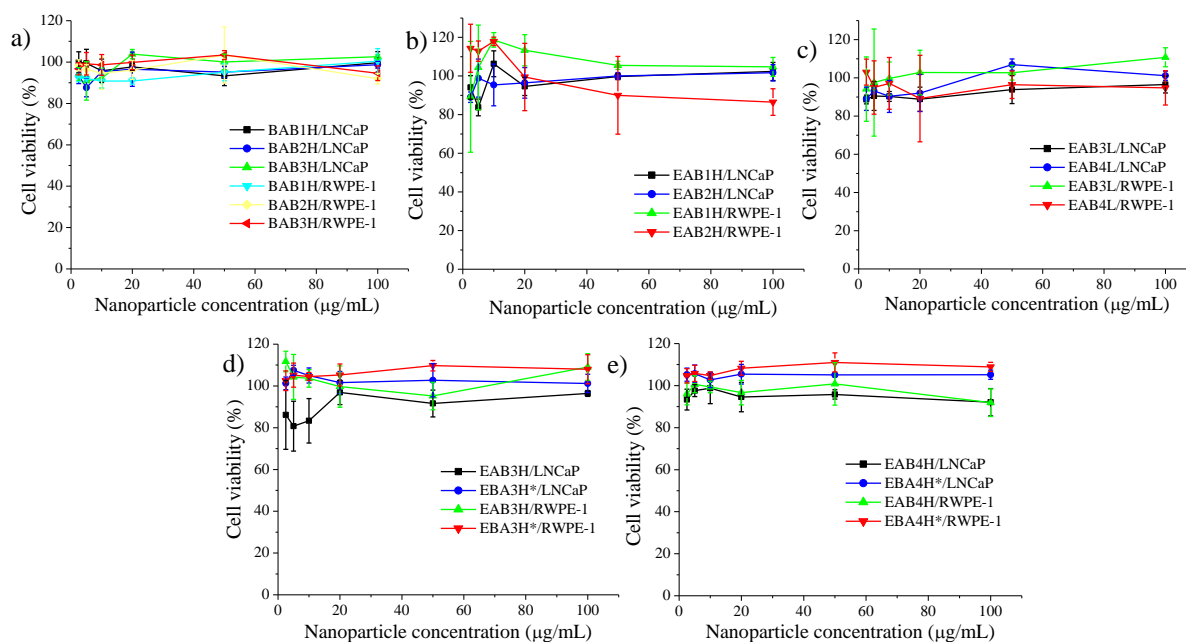 a)
120
100
80
60
40
20
0
Cell viability (%)
BAB1H/LNCaP
BAB2H/LNCaP
BAB3H/LNCaP
BAB1H/RWPE-1
BAB2H/RWPE-1
BAB3H/RWPE-1
0 20 40 60 80 100
Nanoparticle concentration (μg/mL)
b)
120
100
80
60
40
20
0
Cell viability (%)
EAB1H/LNCaP
EAB2H/LNCaP
EAB1H/RWPE-1
EAB2H/RWPE-1
0 20 40 60 80 100
Nanoparticle concentration (μg/mL)
c)
120
100
80
60
40
20
0
Cell viability (%)
EAB3L/LNCaP
EAB4L/LNCaP
EAB3L/RWPE-1
EAB4L/RWPE-1
0 20 40 60 80 100
Nanoparticle concentration (μg/mL)
d)
120
100
80
60
40
20
0
Cell viability (%)
EAB3H/LNCaP
EBA3H*/LNCaP
EAB3H/RWPE-1
EBA3H*/RWPE-1
0 20 40 60 80 100
Nanoparticle concentration (μg/mL)
e)
120
100
80
60
40
20
0
Cell viability (%)
EAB4H/LNCaP
EBA4H*/LNCaP
EAB4H/RWPE-1
EBA4H*/RWPE-1
0 20 40 60 80 100
Nanoparticle concentration (μg/mL)